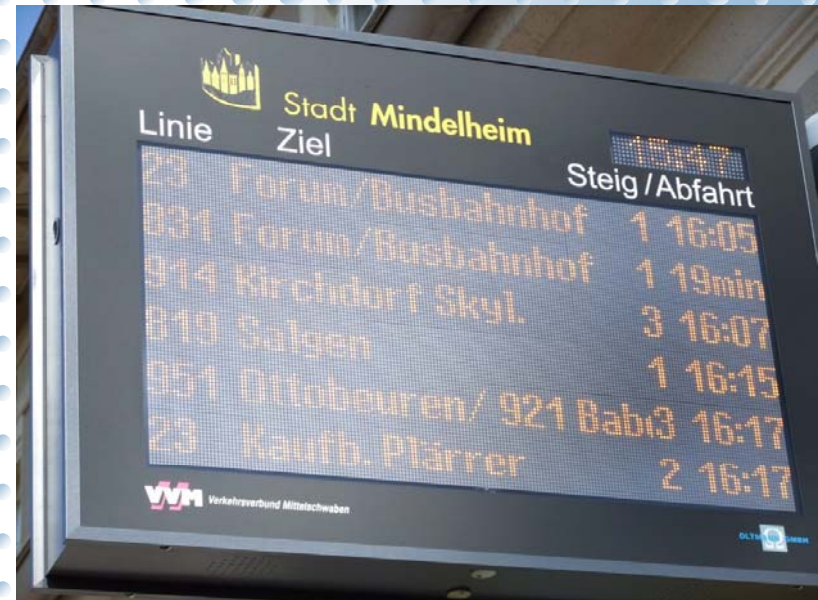 Stadt Mindelheim
15:47
Linie Ziel Steig / Abfahrt
23 Forum/Busbahnhof 1 16:05
831 Forum/Busbahnhof 1 19min
914 Kirchdorf Skyl. 3 16:07
819 Salgen 1 16:15
951 Ottobeuren/ 921 Bab 3 16:17
23 Kaufb. Plärrer 2 16:17
VVM Verkehrsverbund Mittelschwaben
GMBH